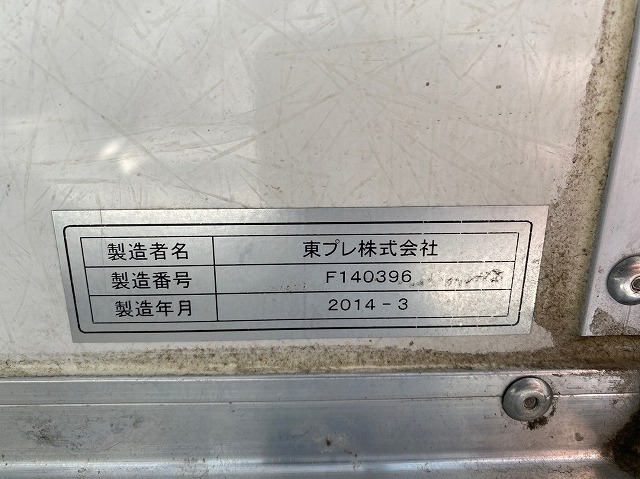 製造者名 東プレ株式会社
製造番号 F140396
製造年月 2014-3